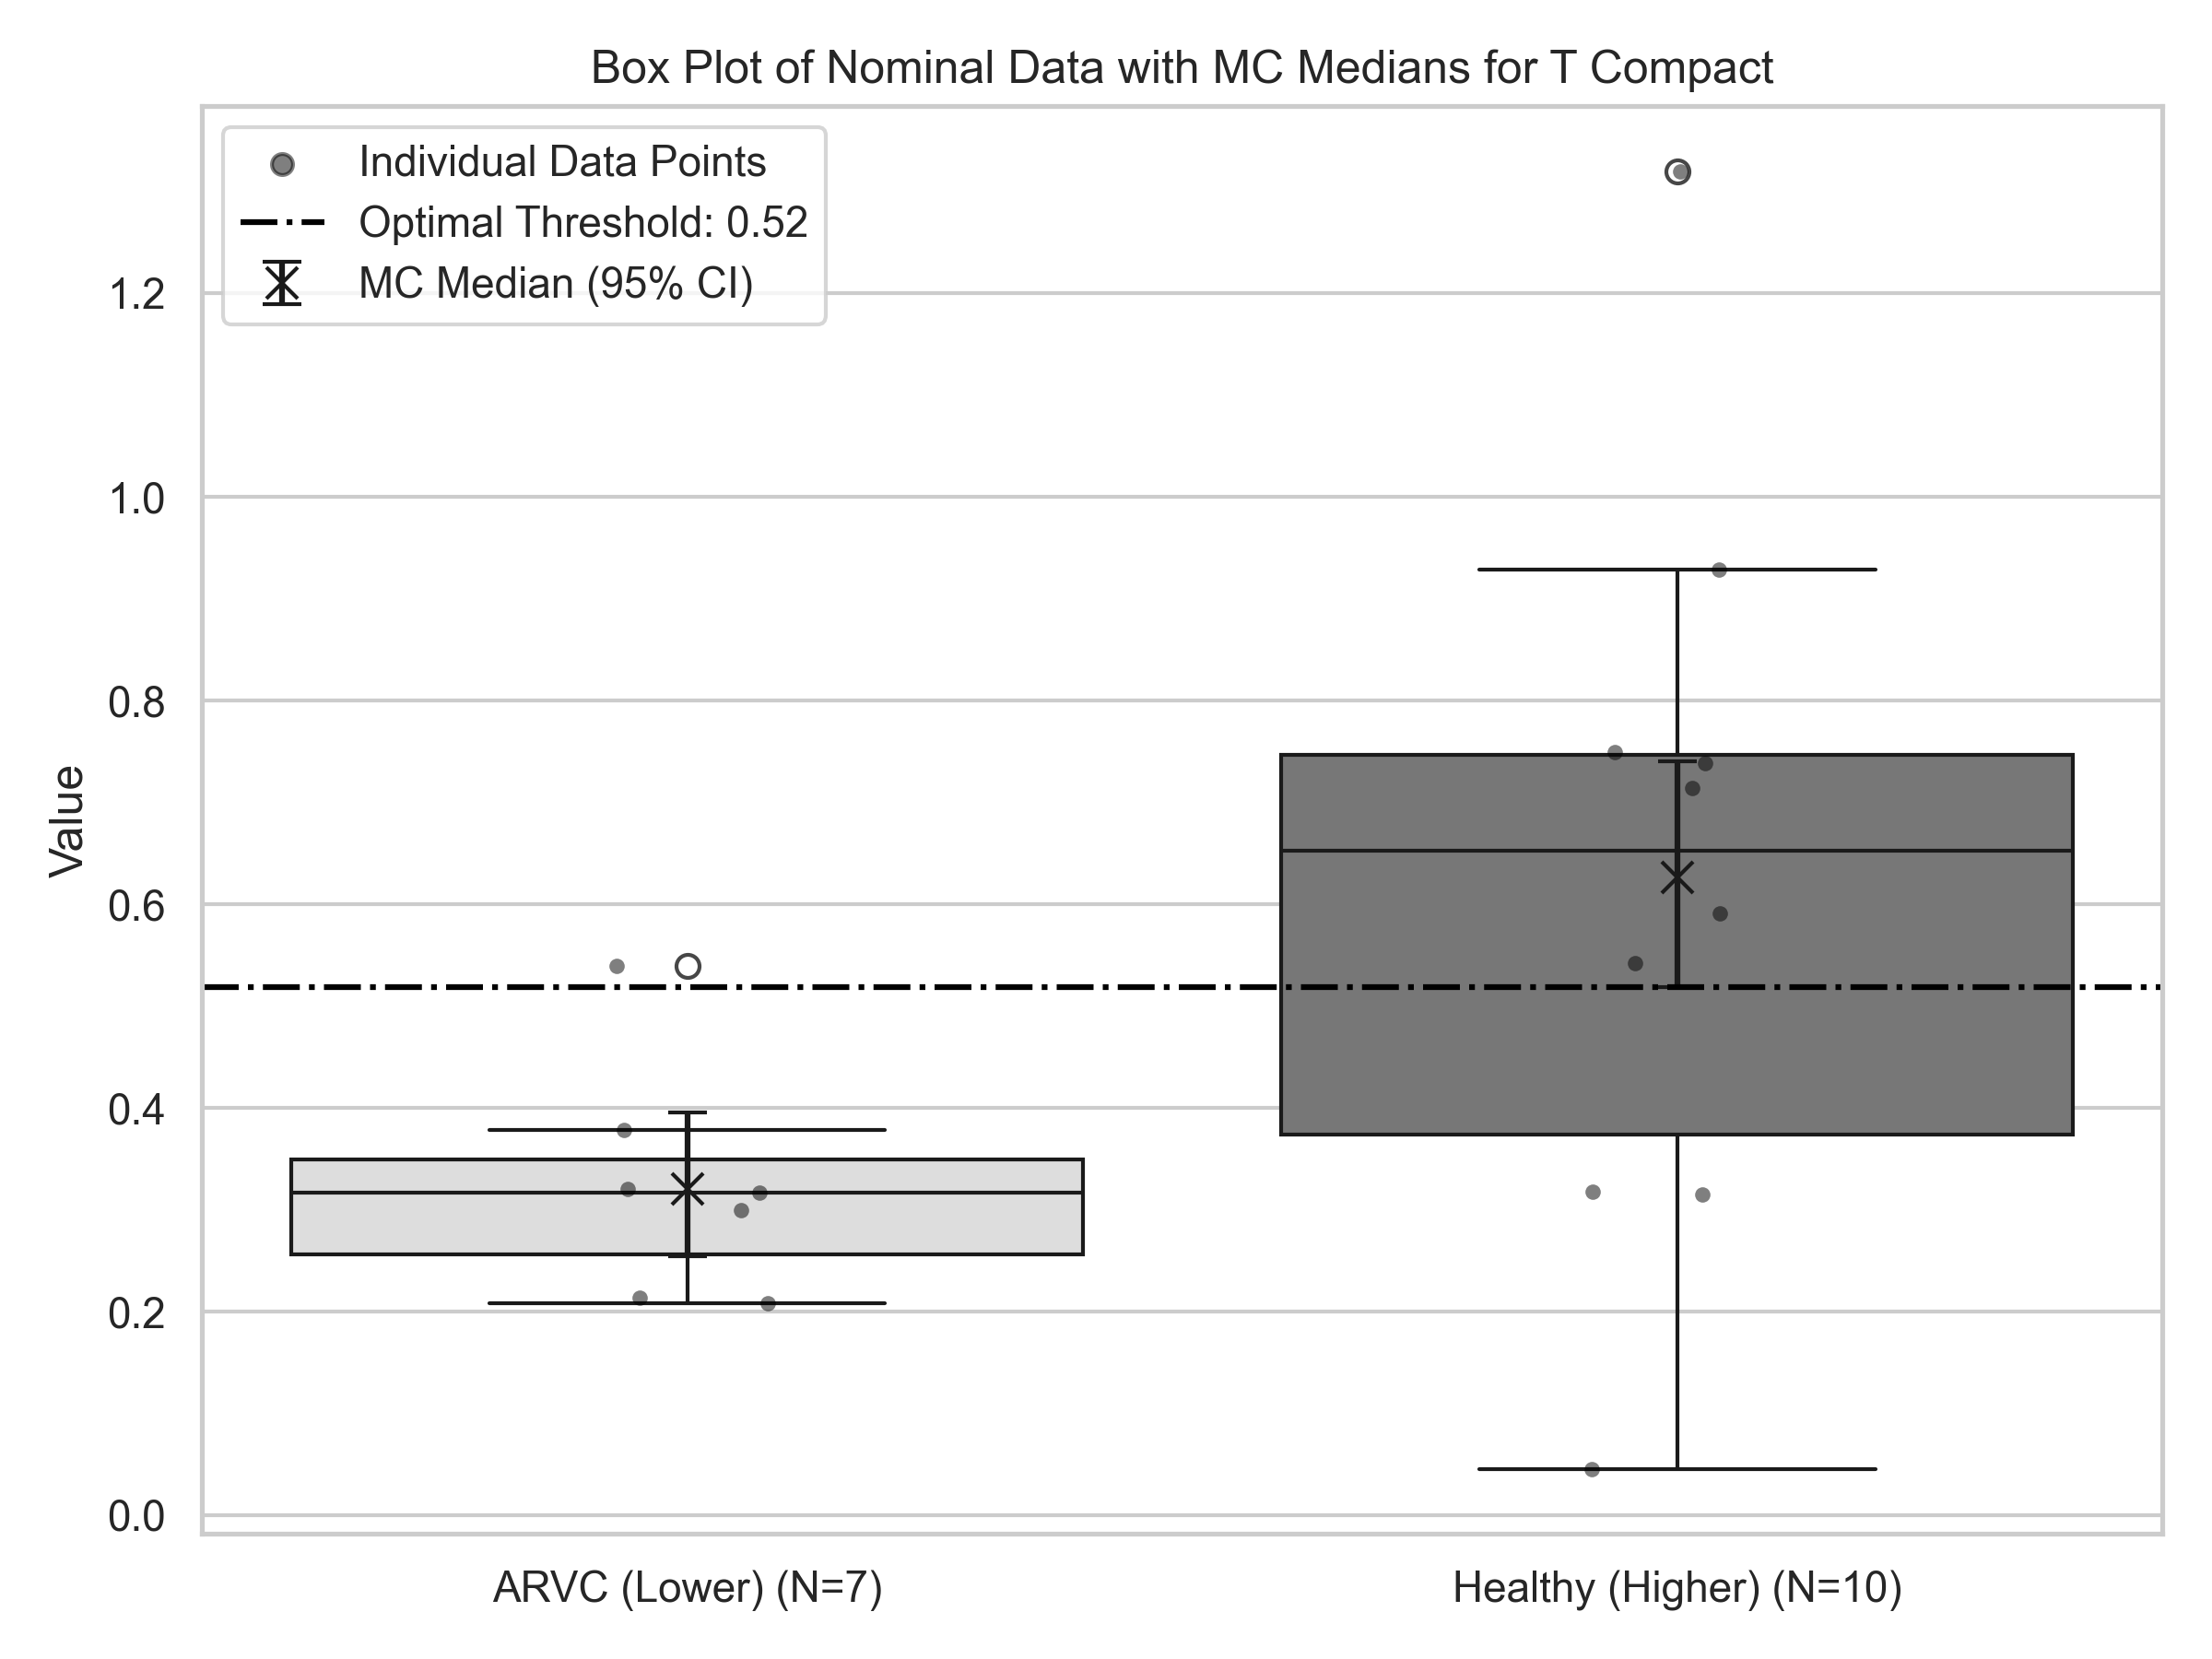 Box Plot of Nominal Data with MC Medians for T Compact
Individual Data Points
Optimal Threshold: 0.52
MC Median (95% CI)
1.2
1.0
0.8
0.6
0.4
0.2
0.0
Value
ARVC (Lower) (N=7)
Healthy (Higher) (N=10)